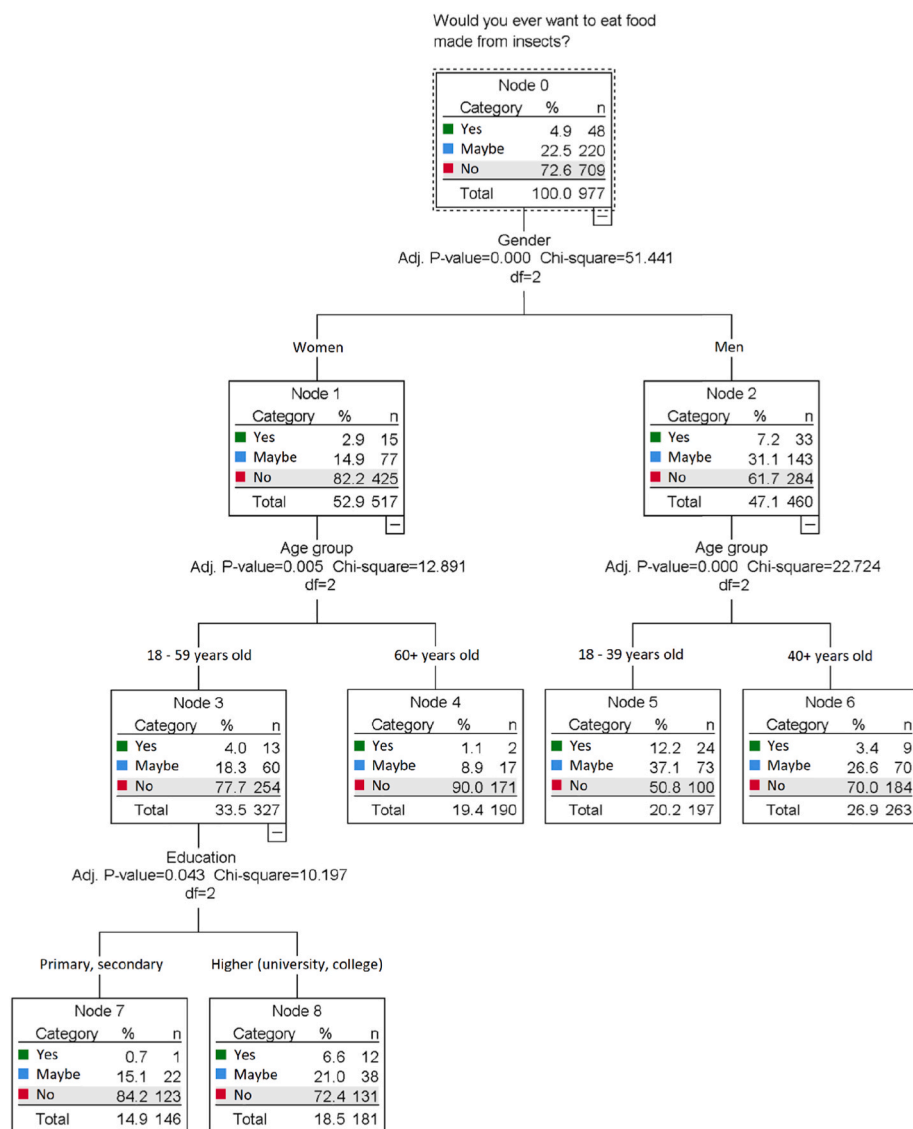 Would you ever want to eat food
made from insects?
Node 0
Category % n
Yes 4.9 48
Maybe 22.5 220
No 72.6 709
Total 100.0 977
Gender
Adj. P-value=0.000 Chi-square=51.441
df=2
Women
Men
Node 1
Category % n
Yes 2.9 15
Maybe 14.9 77
No 82.2 425
Total 52.9 517
Node 2
Category % n
Yes 7.2 33
Maybe 31.1 143
No 61.7 284
Total 47.1 460
Age group
Adj. P-value=0.005 Chi-square=12.891
df=2
Age group
Adj. P-value=0.000 Chi-square=22.724
df=2
18 - 59 years old
60+ years old
18 - 39 years old
40+ years old
Node 3
Category % n
Yes 4.0 13
Maybe 18.3 60
No 77.7 254
Total 33.5 327
Node 4
Category % n
Yes 1.1 2
Maybe 8.9 17
No 90.0 171
Total 19.4 190
Node 5
Category % n
Yes 12.2 24
Maybe 37.1 73
No 50.8 100
Total 20.2 197
Node 6
Category % n
Yes 3.4 9
Maybe 26.6 70
No 70.0 184
Total 26.9 263
Education
Adj. P-value=0.043 Chi-square=10.197
df=2
Primary, secondary
Higher (university, college)
Node 7
Category % n
Yes 0.7 1
Maybe 15.1 22
No 84.2 123
Total 14.9 146
Node 8
Category % n
Yes 6.6 12
Maybe 21.0 38
No 72.4 131
Total 18.5 181